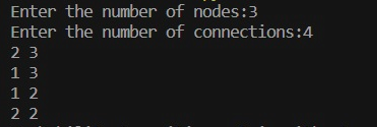 Enter the number of nodes:3
Enter the number of connections:4
2 3
1 3
1 2
2 2